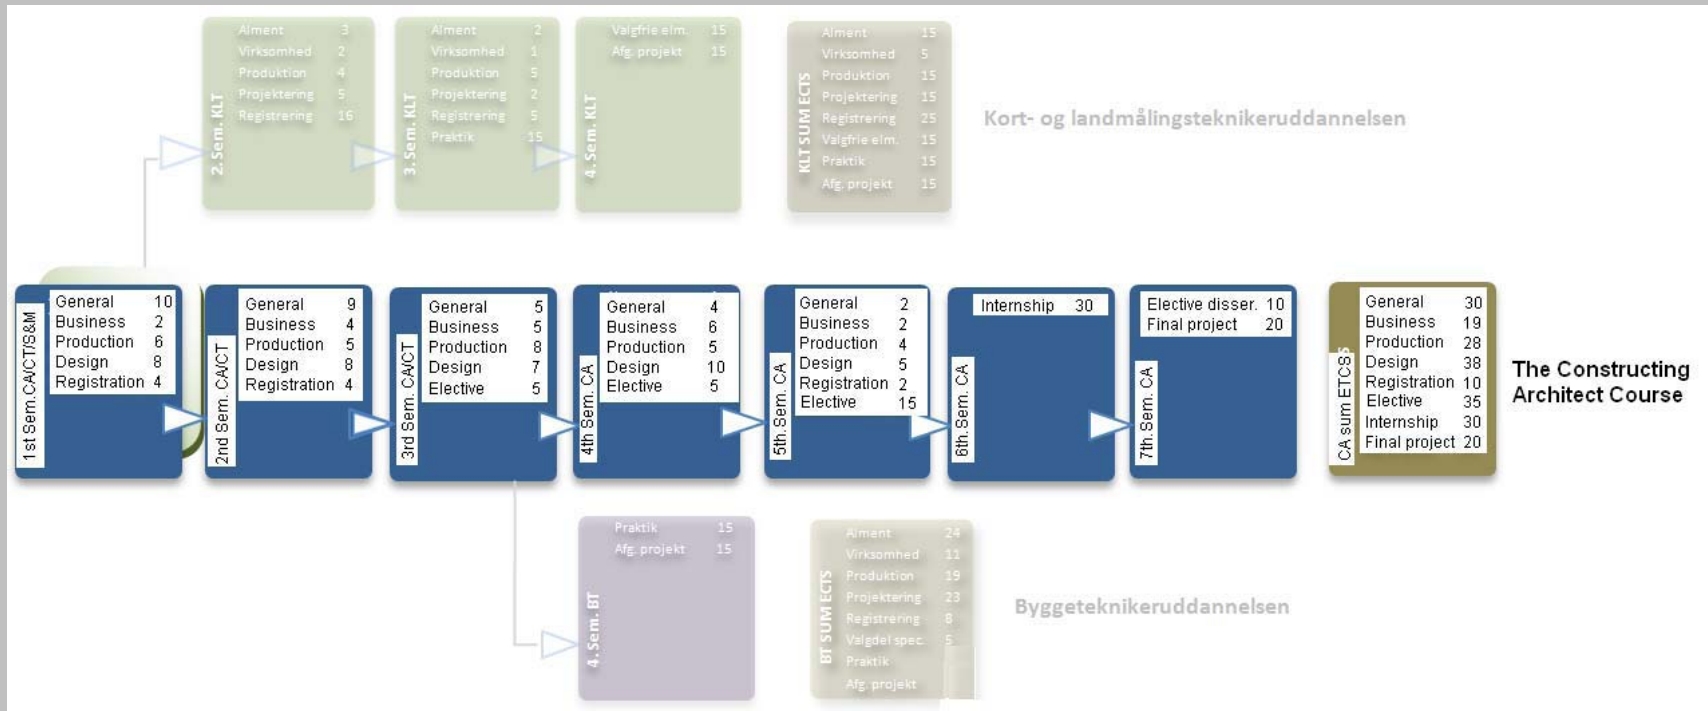 2. Sem. KLT
Alment 3
Virksomhed 2
Produktion 4
Projektering 5
Registrering 16
3. Sem. KLT
Alment 2
Virksomhed 1
Produktion 5
Projektering 2
Registrering 5
Praktik 15
4. Sem. KLT
Valgfrie elm. 15
Afg. projekt 15
KLT SUM ECTS
Alment 15
Virksomhed 5
Produktion 15
Projektering 15
Registrering 25
Valgfrie elm. 15
Praktik 15
Afg. projekt 15
Kort- og landmålingsteknikeruddannelsen
1st Sem.CA/CT/S&M
General 10
Business 2
Production 6
Design 8
Registration 4
2nd Sem. CA/CT
General 9
Business 4
Production 5
Design 8
Registration 4
3rd Sem. CA/CT
General 5
Business 5
Production 8
Design 7
Elective 5
4th Sem. CA
General 4
Business 6
Production 5
Design 10
Elective 5
5th. Sem. CA
General 2
Business 2
Production 4
Design 5
Registration 2
Elective 15
6th. Sem. CA
Internship 30
7th. Sem. CA
Elective disser. 10
Final project 20
CA sum ETCS
General 30
Business 19
Production 28
Design 38
Registration 10
Elective 35
Internship 30
Final project 20
The Constructing
Architect Course
4. Sem. BT
Praktik 15
Afg. projekt 15
BT SUM ECTS
Alment 24
Virksomhed 11
Produktion 19
Projektering 23
Registrering 8
Valgdel spec. 5
Praktik
Afg. projekt
Byggeteknikeruddannelsen